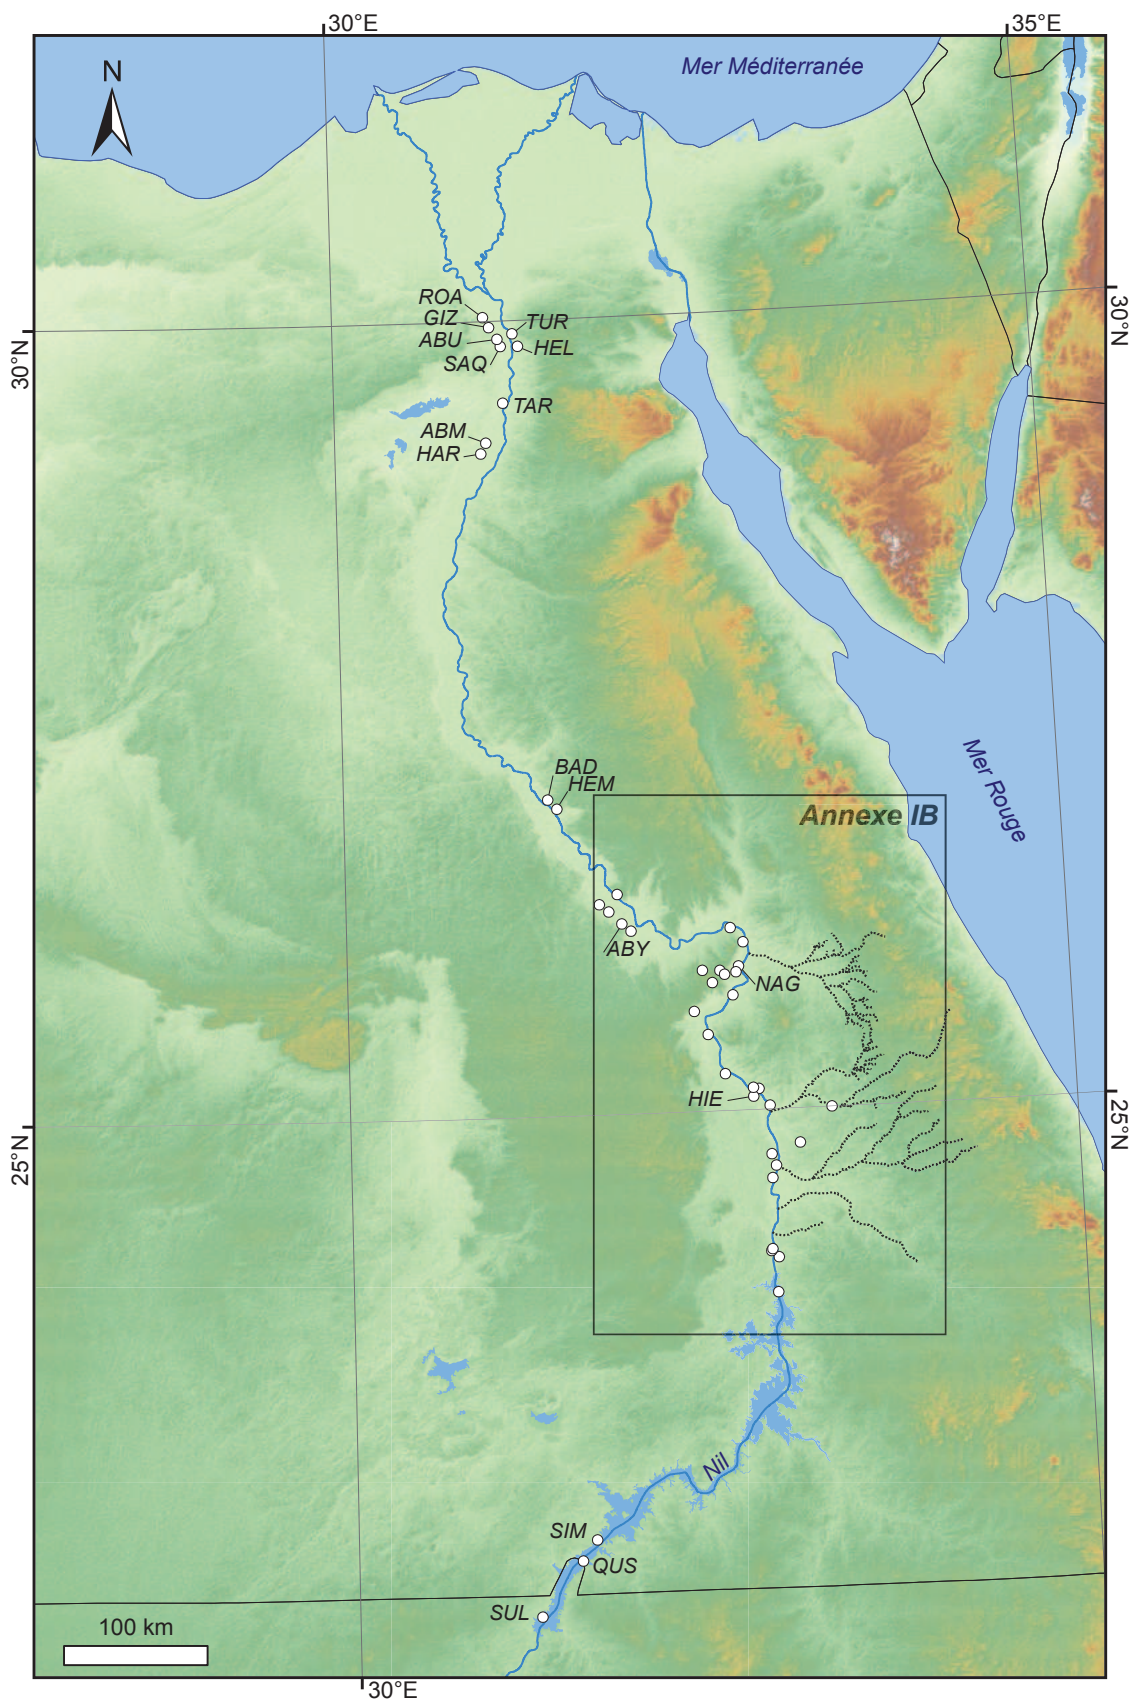 30°E
35°E
N
Mer Méditerranée
30°N
30°N
ROA
GIZ
TUR
ABU
HEL
SAQ
TAR
ABM
HAR
Mer Rouge
BAD
HEM
Annexe IB
ABY
NAG
HIE
25°N
25°N
Nil
SIM
QUS
SUL
100 km
30°E